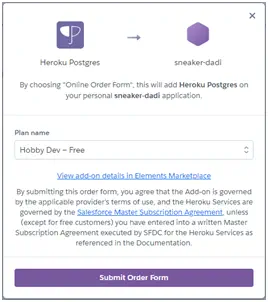 Heroku Postgres
sneaker-dadi
By choosing "Online Order Form", this will add Heroku Postgres on
your personal sneaker-dadi application.
Plan name
Hobby Dev – Free
View add-on details in Elements Marketplace
By submitting this order form, you agree that the Add-on is governed
by the applicable provider's terms of use, and the Heroku Services are
governed by the Salesforce Master Subscription Agreement, unless
(except for free customers) you have entered into a written Master
Subscription Agreement executed by SFDC for the Heroku Services as
referenced in the Documentation.
Submit Order Form